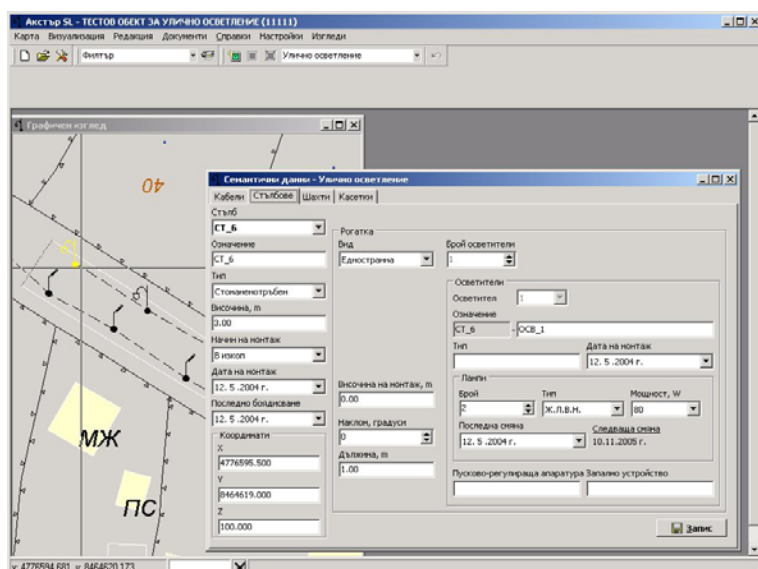 Акстър SL - ТЕСТОВ ОБЕКТ ЗА УЛИЧНО ОСВЕТЛЕНИЕ (11111)
Карта Визуализация Редакция Документи Справки Настройки Изгледи
Филтър Улично осветление
Графичен изглед
40
МЖ
ПС
Семантични данни - Улично осветление
Кабели Стълбове Шахти Касетки
Стълб
СТ_6
Означение
СТ_6
Тип
Стоманенотръбен
Височина, m
3.00
Начин на монтаж
В изкоп
Дата на монтаж
12. 5 .2004 г.
Последно боядисване
12. 5 .2004 г.
Координати
X
4776595.500
Y
8464619.000
Z
100.000
Рогатка
Вид
Едностранна
Брой осветители
1
Височина на монтаж, m
0.00
Наклон, градуси
0
Дължина, m
1.00
Осветители
Осветител 1
Означение
СТ_6 - ОСВ_1
Тип Дата на монтаж
12. 5 .2004 г.
Лампи
Брой Тип Мощност, W
2 Ж.Л.В.Н. 80
Последна смяна Следваща смяна
12. 5 .2004 г. 10.11.2005 г.
Пусково-регулираща апаратура Запално устройство
Запис
x: 4776594.681, y: 8464620.173